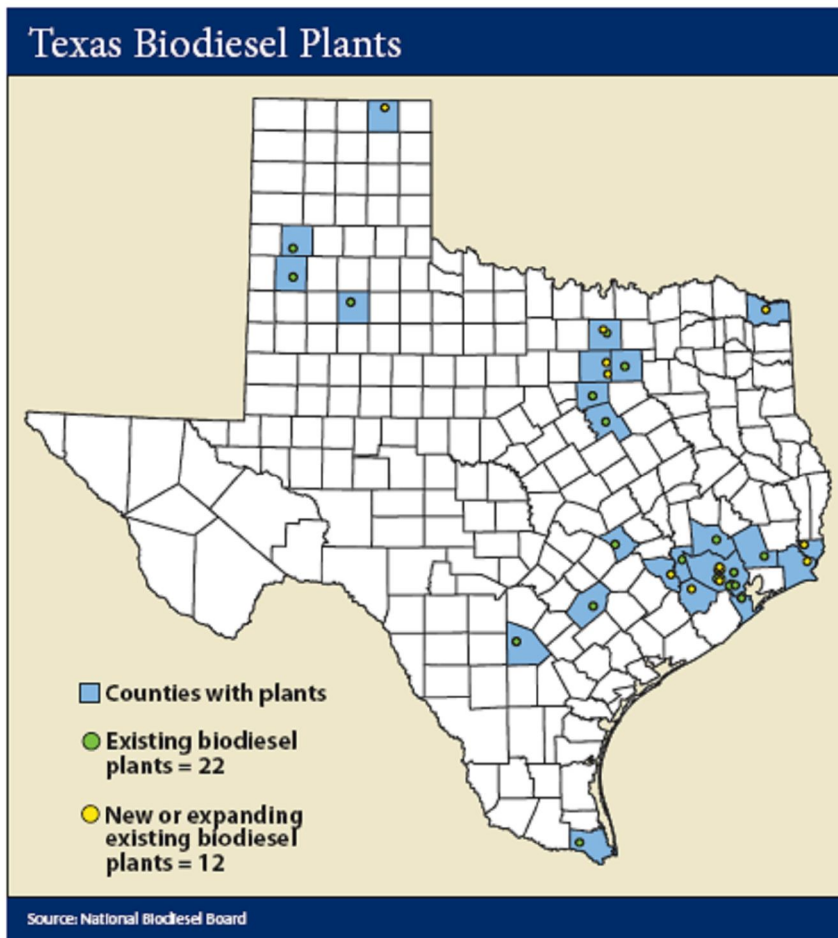 Texas Biodiesel Plants
Counties with plants
Existing biodiesel
plants = 22
New or expanding
existing biodiesel
plants = 12
Source: National Biodiesel Board